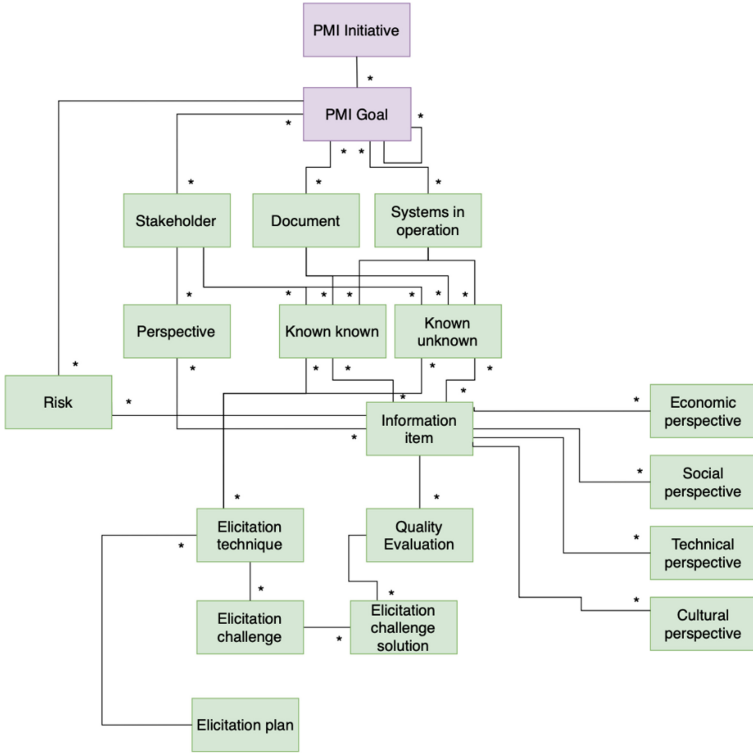 PMI Initiative
*
PMI Goal
* *
* *
* * *
Stakeholder
Document
Systems in
operation
* * * * * *
Perspective
Known known
Known
unknown
* * * * * *
Risk
* * * *
Information
item
*
Economic
perspective
*
Social
perspective
* *
Elicitation
technique
Quality
Evaluation
* *
Technical
perspective
* * *
Elicitation
challenge
*
Elicitation
challenge
solution
Cultural
perspective
Elicitation plan